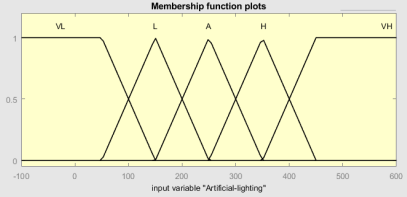 Membership function plots
VL L A H VH
1
0.5
0
-100 0 100 200 300 400 500 600
input variable "Artificial-lighting"